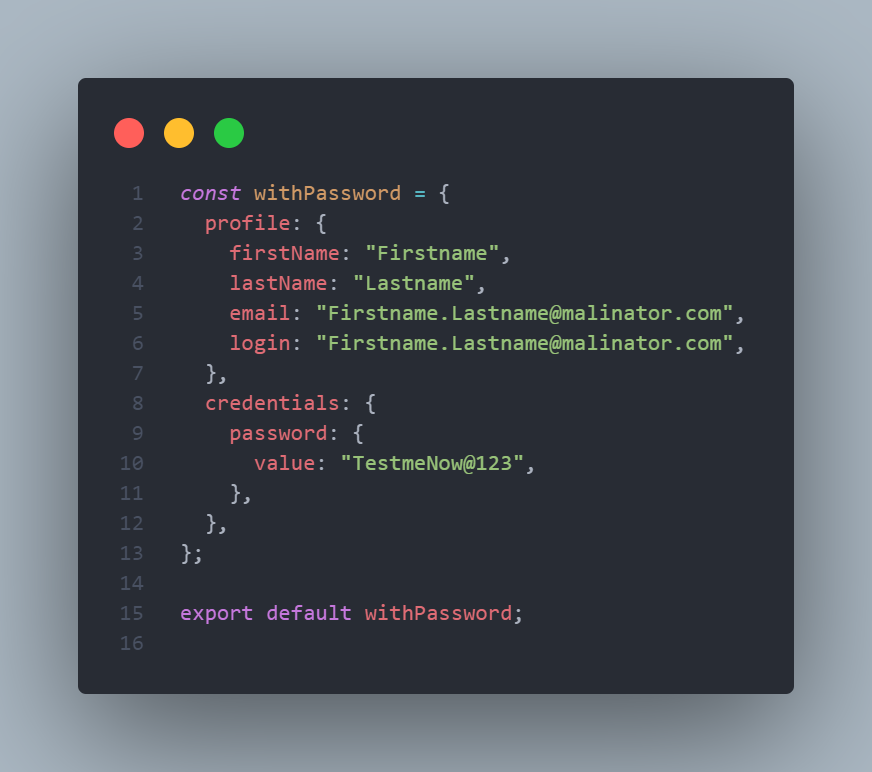 1 const withPassword = {
2   profile: {
3     firstName: "Firstname",
4     lastName: "Lastname",
5     email: "Firstname.Lastname@malinator.com",
6     login: "Firstname.Lastname@malinator.com",
7   },
8   credentials: {
9     password: {
10       value: "TestmeNow@123",
11     },
12   },
13 };
14
15 export default withPassword;
16